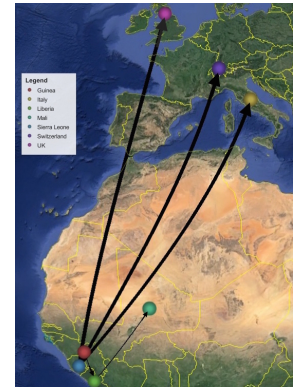 Legend
Guinea
Italy
Liberia
Mali
Sierra Leone
Switzerland
UK